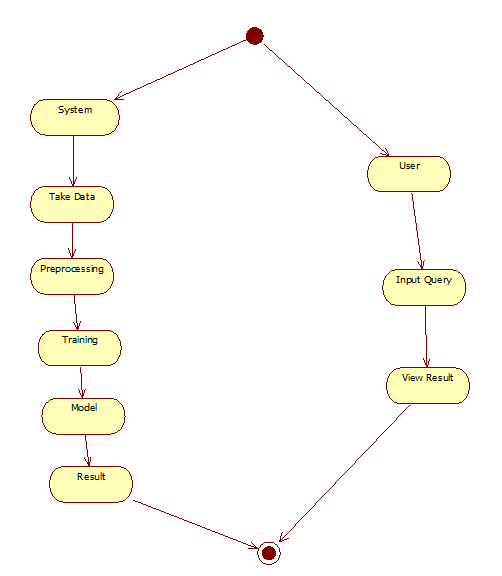 System
Take Data
Preprocessing
Training
Model
Result
User
Input Query
View Result